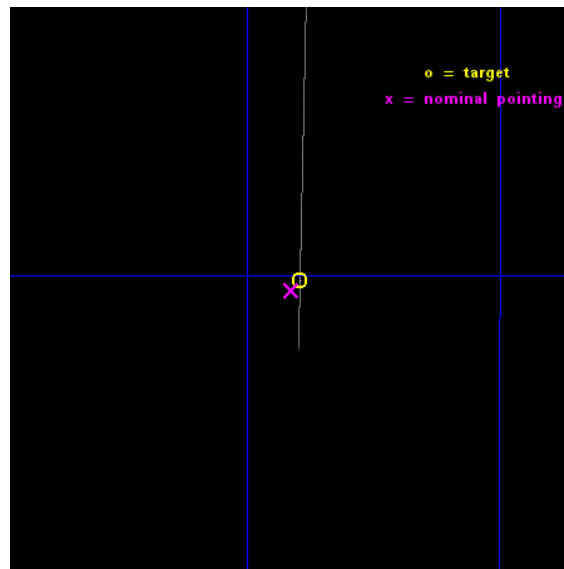 o = target
x = nominal pointing